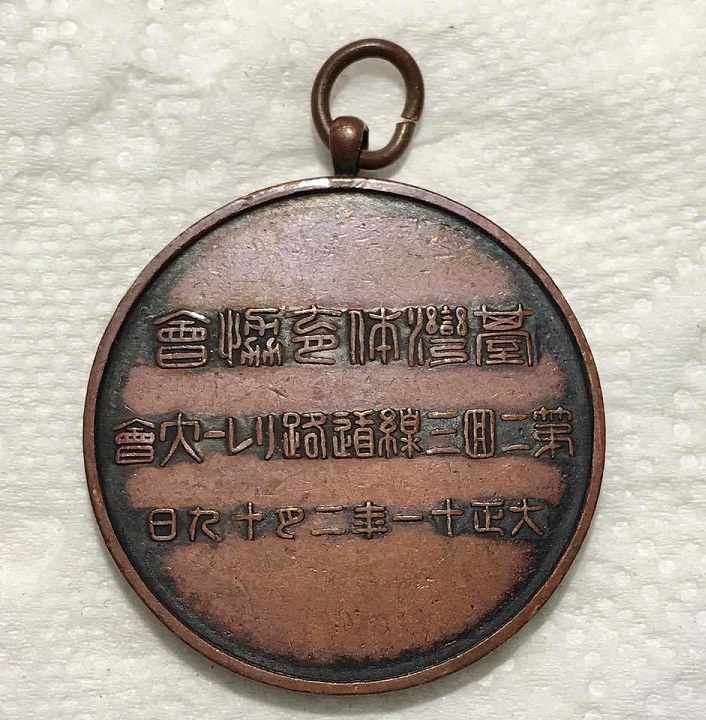 臺灣体育協會
第二回三線道路リレー大會
大正十一年二月十九日